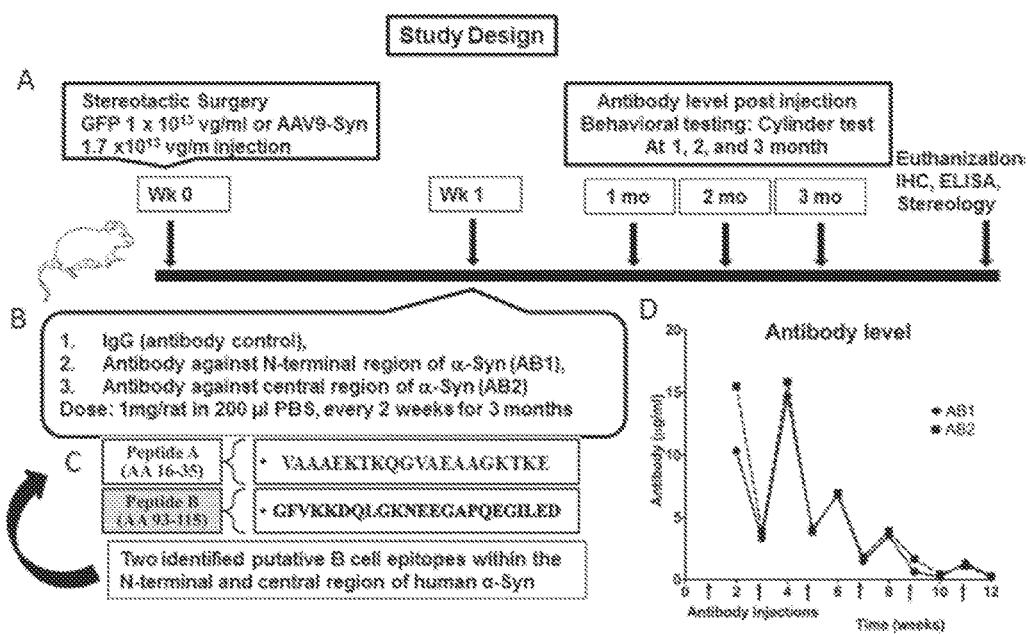 Study Design
A
Stereotactic Surgery
GFP 1 x 10¹³ vg/ml or AAV9-Syn
1.7 x10¹³ vg/m injection
Antibody level post injection
Behavioral testing: Cylinder test
At 1, 2, and 3 month
Euthanization:
IHC, ELISA,
Stereology
Wk 0
Wk 1
1 mo
2 mo
3 mo
B
1. IgG (antibody control),
2. Antibody against N-terminal region of α-Syn (AB1),
3. Antibody against central region of α-Syn (AB2)
Dose: 1mg/rat in 200 µl PBS, every 2 weeks for 3 months
C
Peptide A
(AA 16-35)
• VAAAEKTKQGVAEAAGKTKE
Peptide B
(AA 93-115)
• GFVKKDQLGKNEEGAPQEGILED
Two identified putative B cell epitopes within the
N-terminal and central region of human α-Syn
D
Antibody level
20
15
10
5
0
Antibody (ug/ml)
AB1
AB2
0 2 4 6 8 10 12
Antibody Injections
Time (weeks)